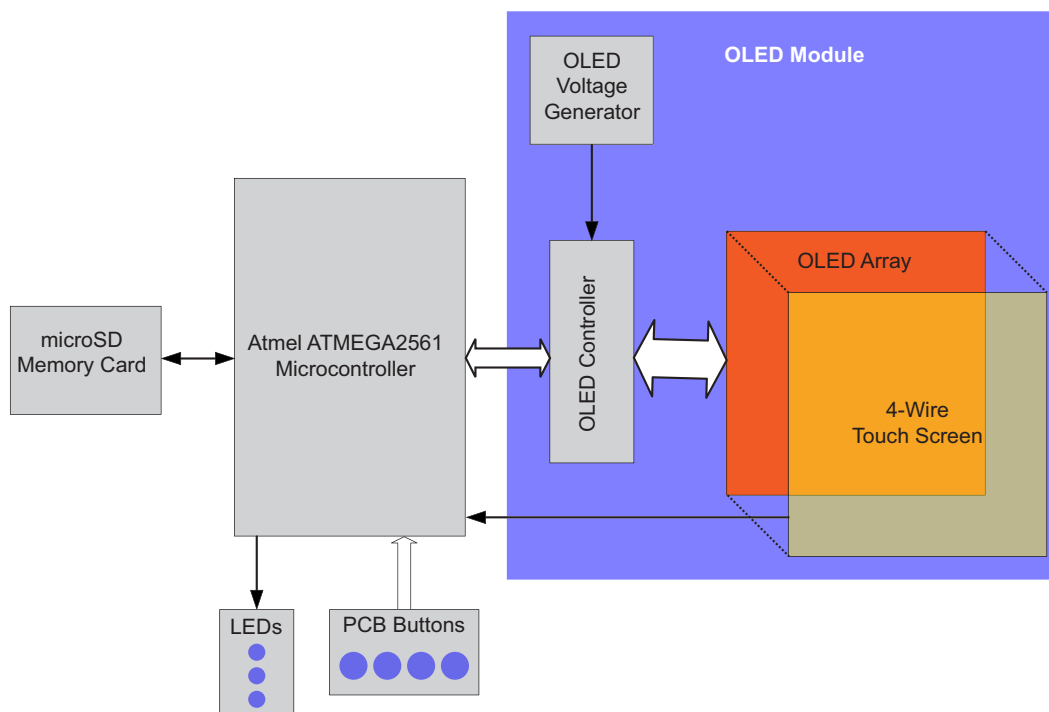 OLED Module
OLED
Voltage
Generator
OLED Array
OLED Controller
microSD
Memory Card
Atmel ATMEGA2561
Microcontroller
4-Wire
Touch Screen
LEDs
PCB Buttons